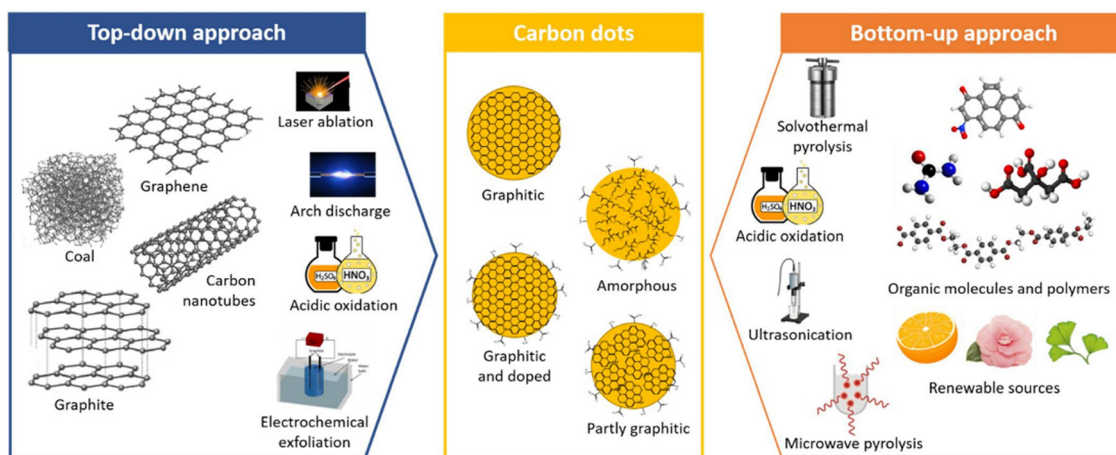 Top-down approach
Graphene
Coal
Carbon
nanotubes
Graphite
Laser ablation
Arch discharge
H₂SO₄
HNO₃
Acidic oxidation
Electrochemical
exfoliation
Carbon dots
Graphitic
Amorphous
Graphitic
and doped
Partly graphitic
Bottom-up approach
Solvothermal
pyrolysis
H₂SO₄
HNO₃
Acidic oxidation
Ultrasonication
Microwave pyrolysis
Organic molecules and polymers
Renewable sources